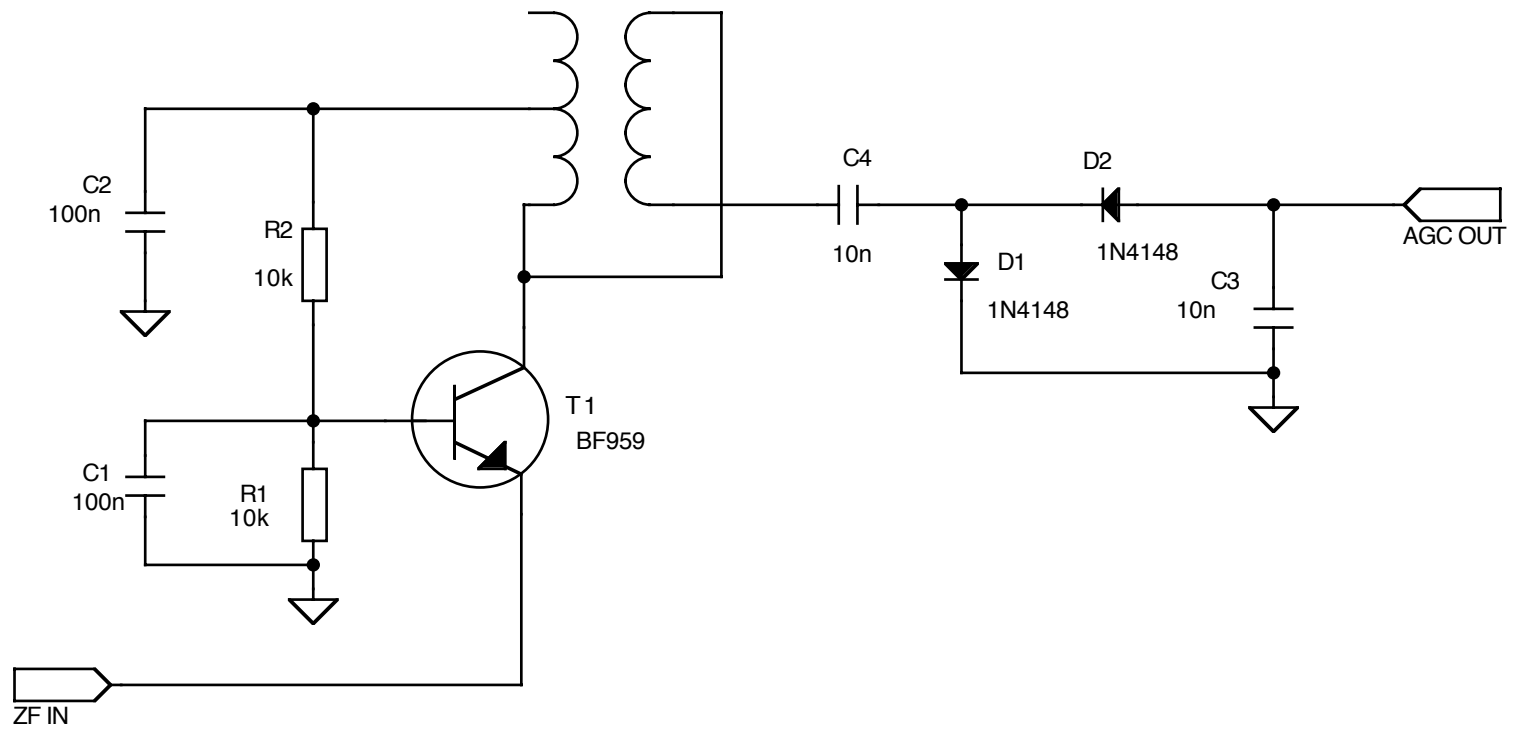 C4
D2
C2
100n
R2
10k
AGC OUT
10n
1N4148
D1
C3
1N4148
10n
T1
BF959
C1
100n
R1
10k
ZF IN